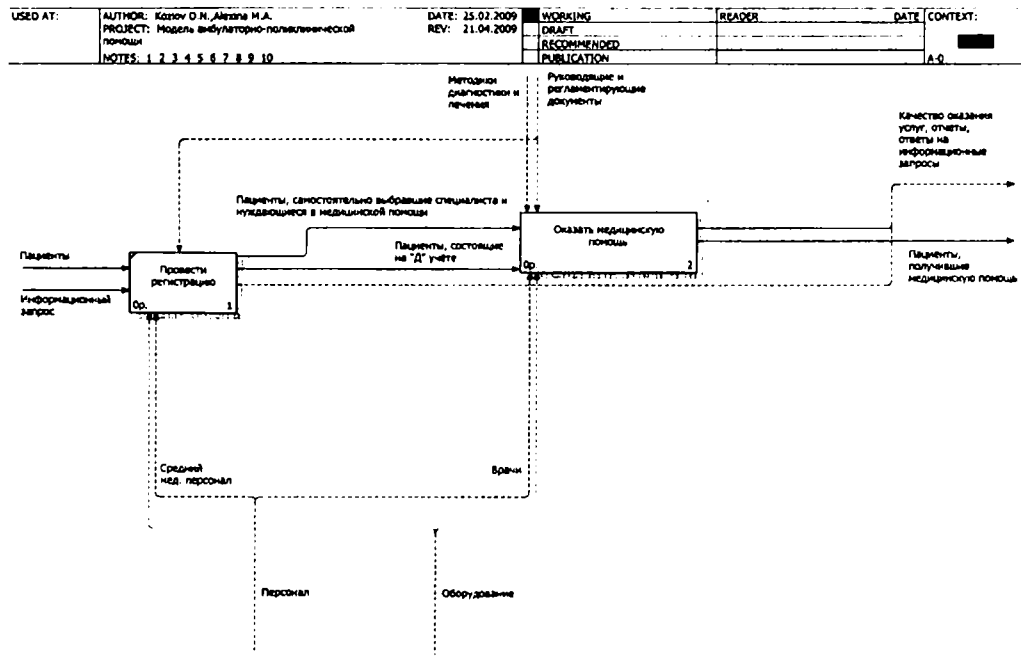 USED AT:
AUTHOR: Kozlov D.N., Alexina M.A.
PROJECT: Модель амбулаторно-поликлинической
помощи
NOTES: 1 2 3 4 5 6 7 8 9 10
DATE: 25.02.2009
REV: 21.04.2009
WORKING
DRAFT
RECOMMENDED
PUBLICATION
READER
DATE
CONTEXT:
A-0
Методики
диагностики и
лечения
Руководящие и
регламентирующие
документы
Качество оказания
услуг, отчеты,
ответы на
информационные
запросы
Пациенты, самостоятельно выбравшие специалиста и
нуждающиеся в медицинской помощи
Оказать медицинскую
помощь
0р.
2
Пациенты, состоящие
на "Д" учёте
Пациенты
Провести
регистрацию
0р.
1
Информационный
запрос
Пациенты,
получившие
медицинскую помощь
Средний
мед. персонал
Врачи
Персонал
Оборудование